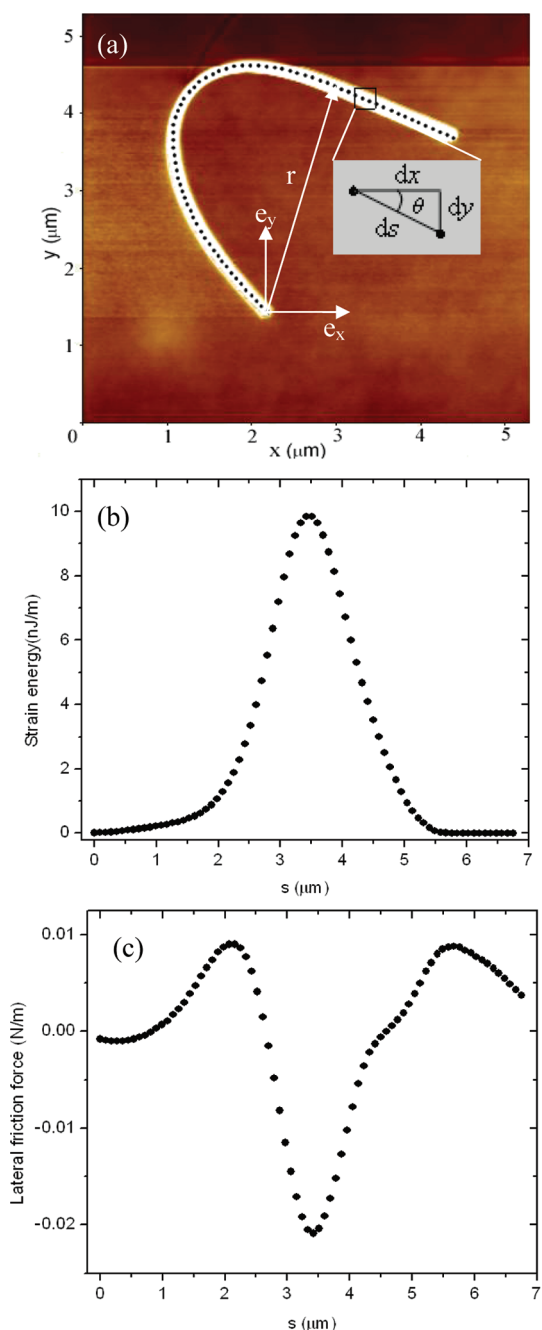 (a)
5
4
3
2
1
0
1
2
3
4
5
y (μm)
x (μm)
r
e_y
e_x
dx
θ
dy
ds
(b)
10
8
6
4
2
0
Strain energy(nJ/m)
0
1
2
3
4
5
6
7
s (μm)
(c)
0.01
0.00
-0.01
-0.02
Lateral friction force (N/m)
0
1
2
3
4
5
6
7
s (μm)